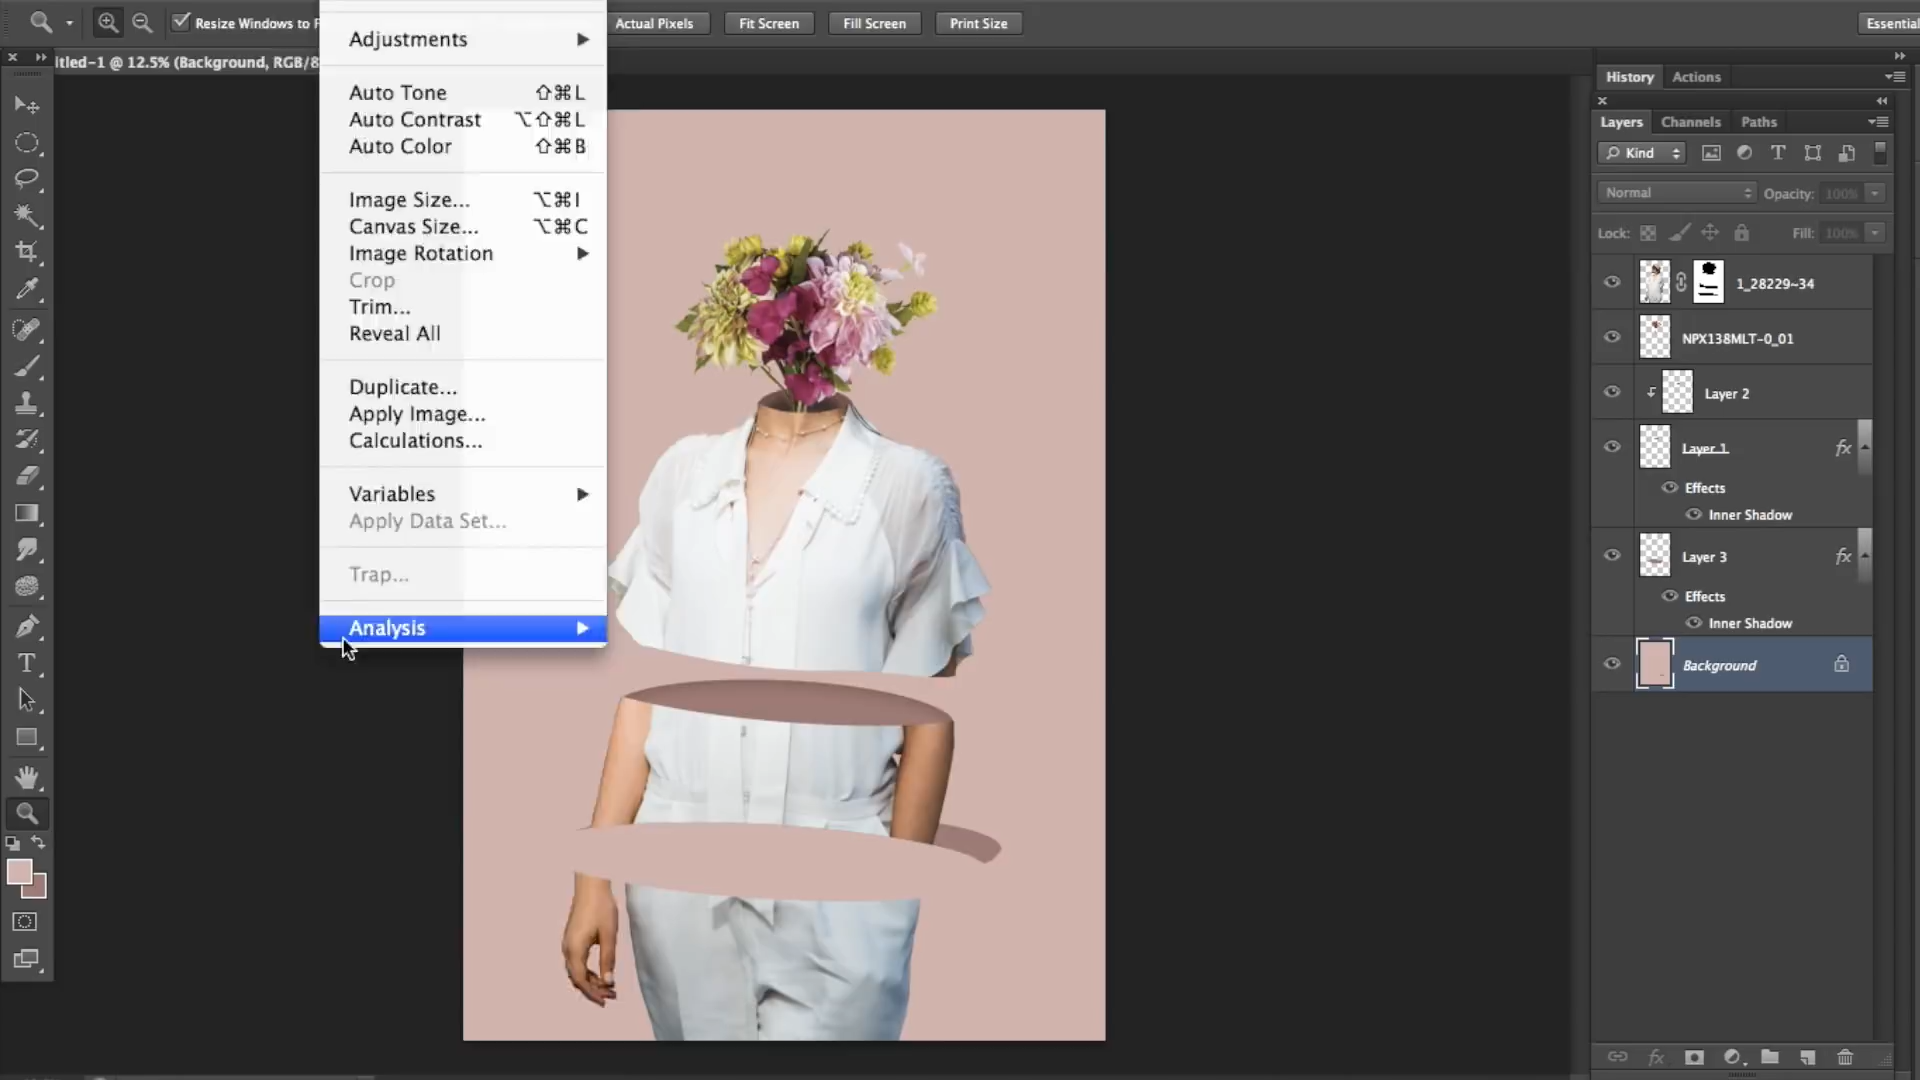 Resize Windows to F
Actual Pixels
Fit Screen
Fill Screen
Print Size
Essential
itled-1 @ 12.5% (Background, RGB/8
Adjustments
Auto Tone ⇧⌘L
Auto Contrast ⌥⇧⌘L
Auto Color ⇧⌘B
Image Size... ⌥⌘I
Canvas Size... ⌥⌘C
Image Rotation
Crop
Trim...
Reveal All
Duplicate...
Apply Image...
Calculations...
Variables
Apply Data Set...
Trap...
Analysis
History Actions
Layers Channels Paths
Kind
Normal Opacity: 100%
Lock: Fill: 100%
1_28229~34
NPX138MLT-0_01
Layer 2
Layer 1 fx
Effects
Inner Shadow
Layer 3 fx
Effects
Inner Shadow
Background
fx